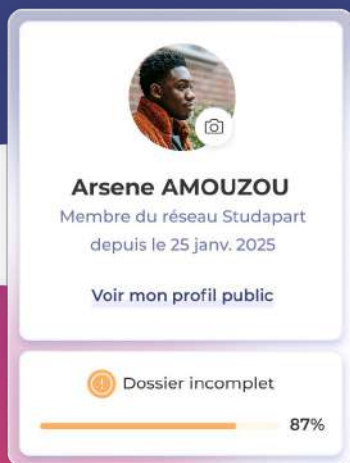 Arsene AMOUZOU
Membre du réseau Studapart
depuis le 25 janv. 2025
Voir mon profil public
Dossier incomplet
87%